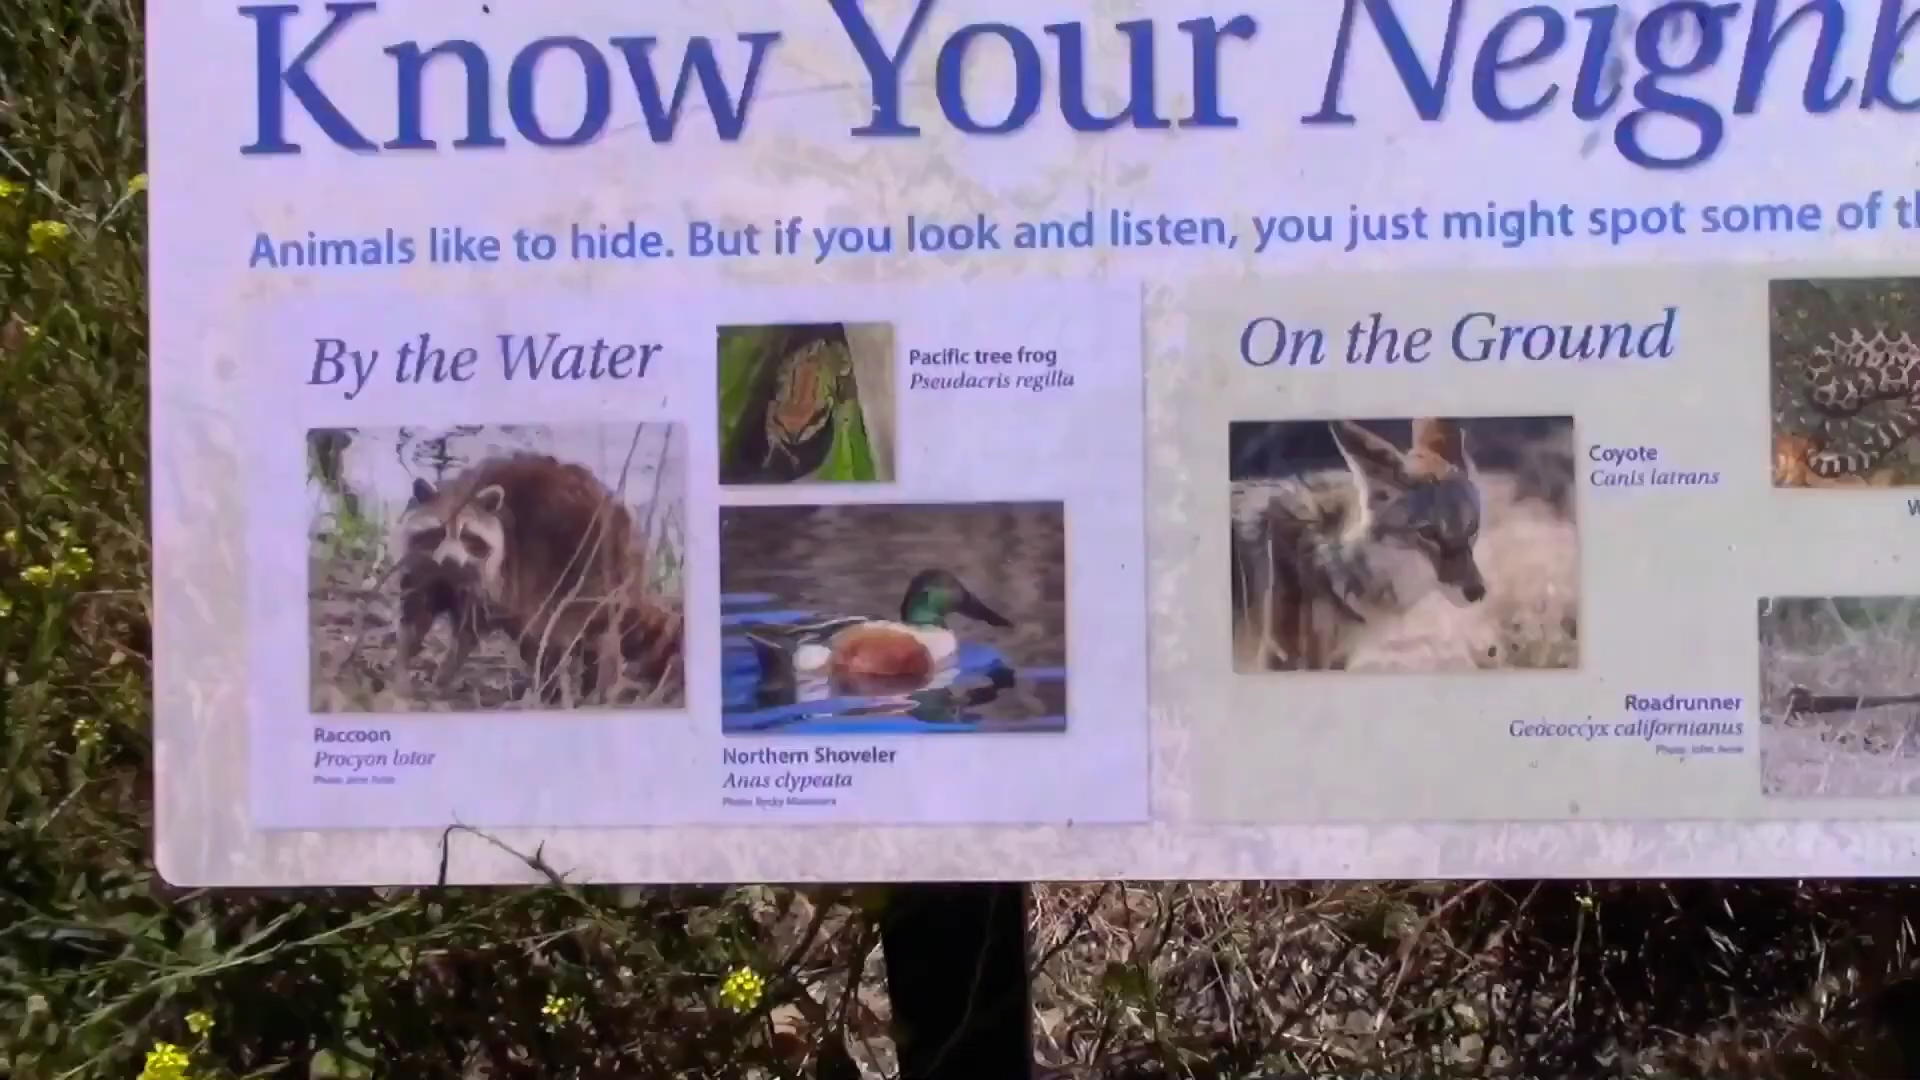 Know Your Neighb
Animals like to hide. But if you look and listen, you just might spot some of th
By the Water
Pacific tree frog
Pseudacris regilla
Raccoon
Procyon lotor
Northern Shoveler
Anas clypeata
On the Ground
Coyote
Canis latrans
W
Roadrunner
Geococcyx californianus